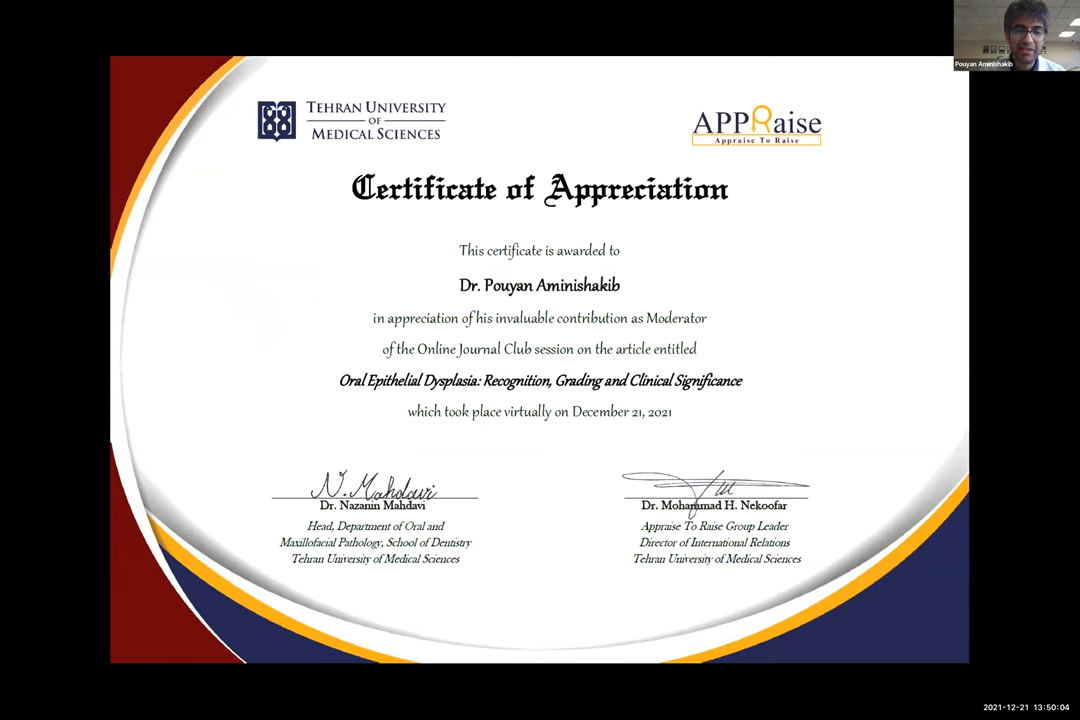 Pouyan Aminishakib
TEHRAN UNIVERSITY
OF
MEDICAL SCIENCES
APPRaise
Appraise To Raise
Certificate of Appreciation
This certificate is awarded to
Dr. Pouyan Aminishakib
in appreciation of his invaluable contribution as Moderator
of the Online Journal Club session on the article entitled
Oral Epithelial Dysplasia: Recognition, Grading and Clinical Significance
which took place virtually on December 21, 2021
N. Mahdavi
Dr. Nazanin Mahdavi
Head, Department of Oral and
Maxillofacial Pathology, School of Dentistry
Tehran University of Medical Sciences
Dr. Mohammad H. Nekoofar
Appraise To Raise Group Leader
Director of International Relations
Tehran University of Medical Sciences
2021-12-21 13:50:04